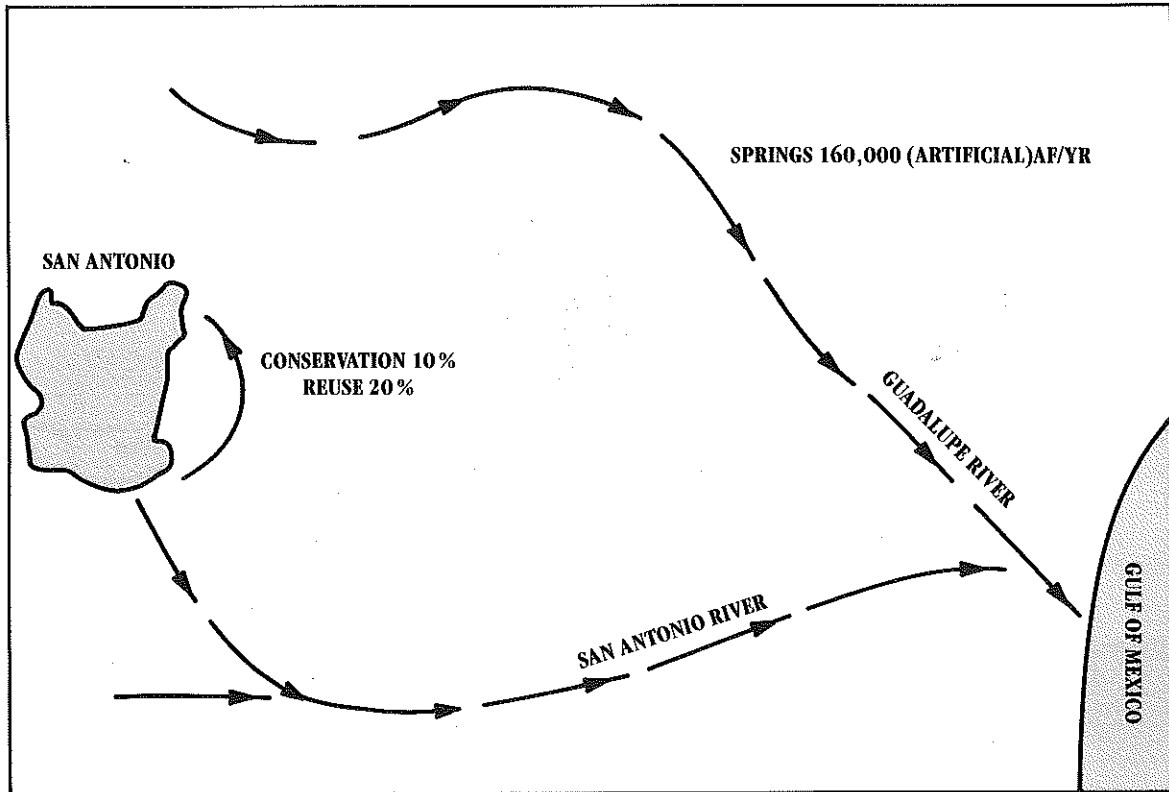 SPRINGS 160,000 (ARTIFICIAL)AF/YR
SAN ANTONIO
CONSERVATION 10%
REUSE 20%
GUADALUPE RIVER
SAN ANTONIO RIVER
GULF OF MEXICO